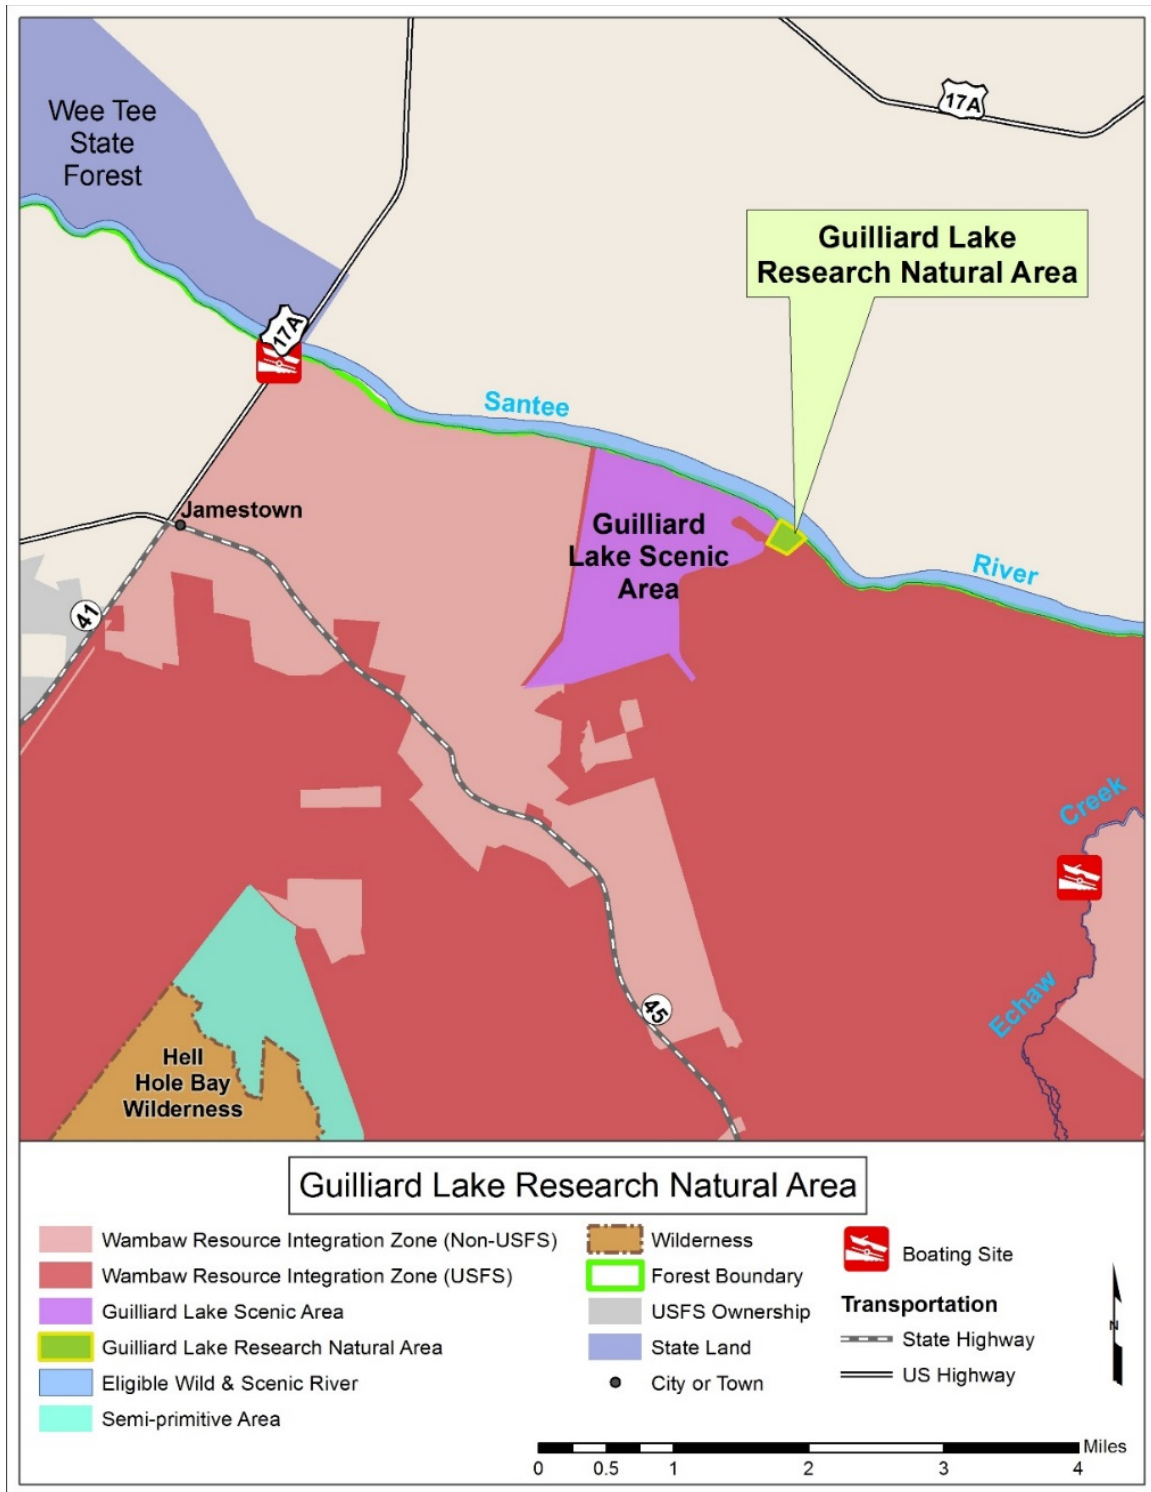 Wee Tee
State
Forest
17A
17A
Guilliard Lake
Research Natural Area
Santee
Jamestown
Guilliard
Lake Scenic
Area
River
41
Creek
Echaw
45
Hell
Hole Bay
Wilderness
Guilliard Lake Research Natural Area
Wambaw Resource Integration Zone (Non-USFS)
Wambaw Resource Integration Zone (USFS)
Guilliard Lake Scenic Area
Guilliard Lake Research Natural Area
Eligible Wild & Scenic River
Semi-primitive Area
Wilderness
Forest Boundary
USFS Ownership
State Land
City or Town
Boating Site
Transportation
State Highway
US Highway
N
Miles
0 0.5 1 2 3 4